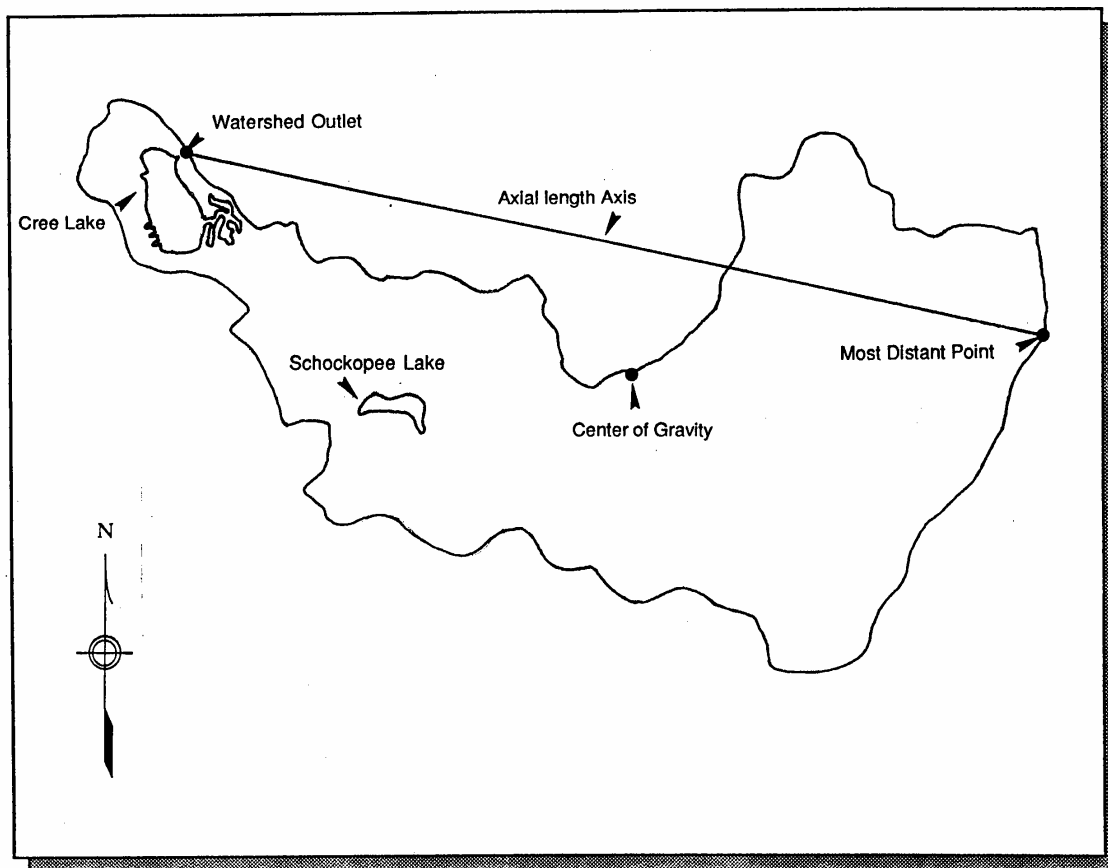 Watershed Outlet
Axial length Axis
Cree Lake
Most Distant Point
Schockopee Lake
Center of Gravity
N